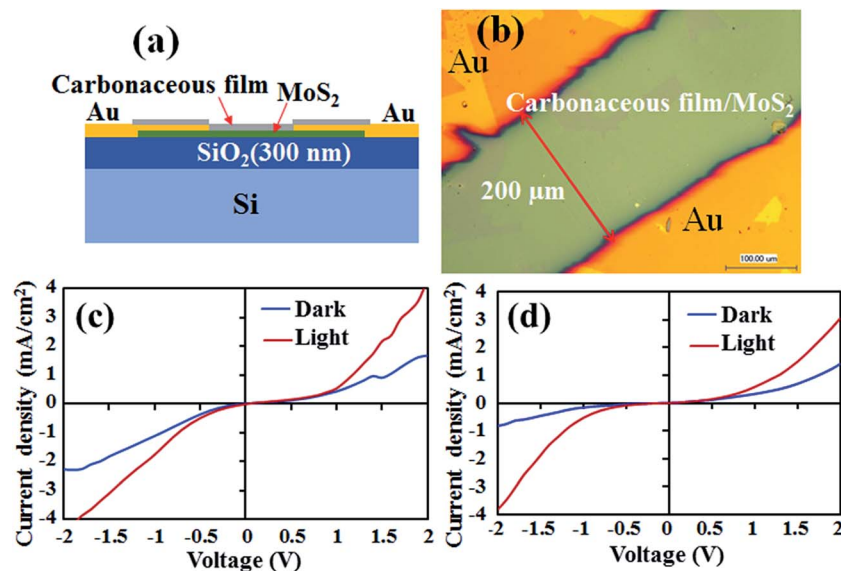 (a)
Carbonaceous film
MoS2
Au
Au
SiO2(300 nm)
Si
(b)
Au
Carbonaceous film/MoS2
200 μm
Au
100.00 um
(c)
Dark
Light
Current density (mA/cm2)
4
3
2
1
0
-1
-2
-3
-4
-2
-1.5
-1
-0.5
0
0.5
1
1.5
2
Voltage (V)
(d)
Dark
Light
Current density (mA/cm2)
4
3
2
1
0
-1
-2
-3
-4
-2
-1.5
-1
-0.5
0
0.5
1
1.5
2
Voltage (V)